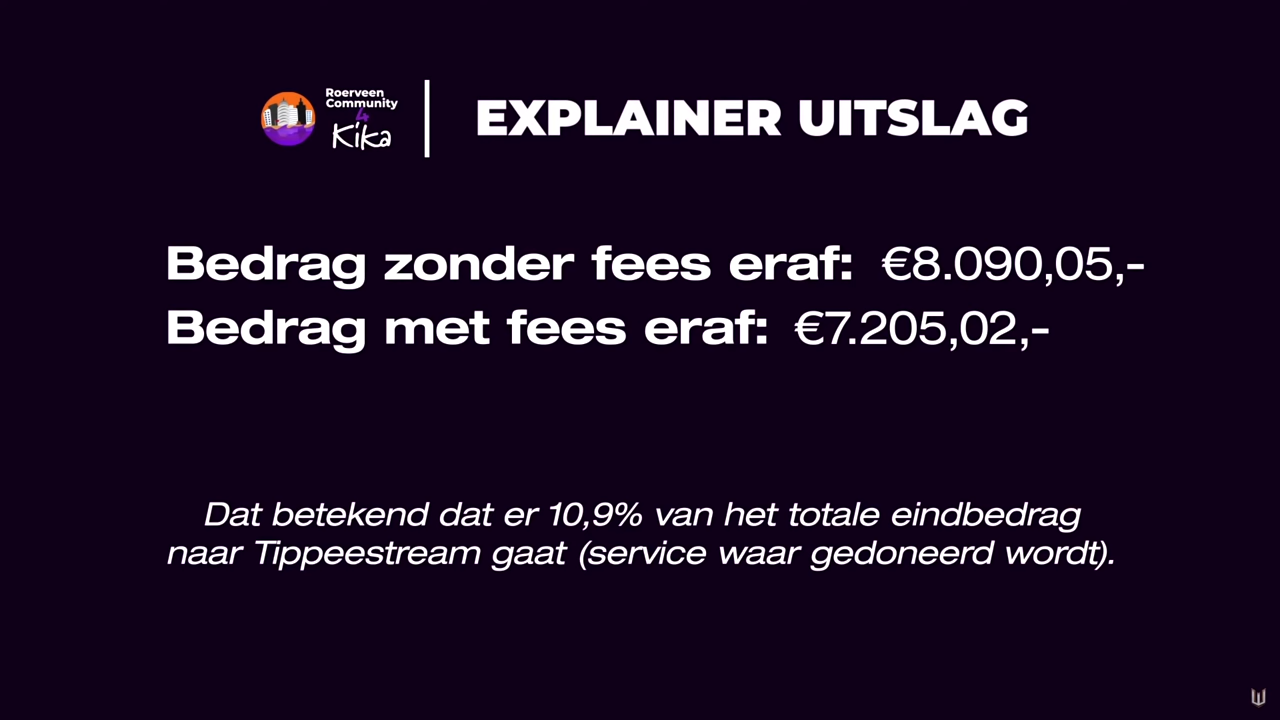 Roerveen
Community
4
Kika
EXPLAINER UITSLAG
Bedrag zonder fees eraf: €8.090,05,-
Bedrag met fees eraf: €7.205,02,-
Dat betekend dat er 10,9% van het totale eindbedrag
naar Tippeestream gaat (service waar gedoneerd wordt).